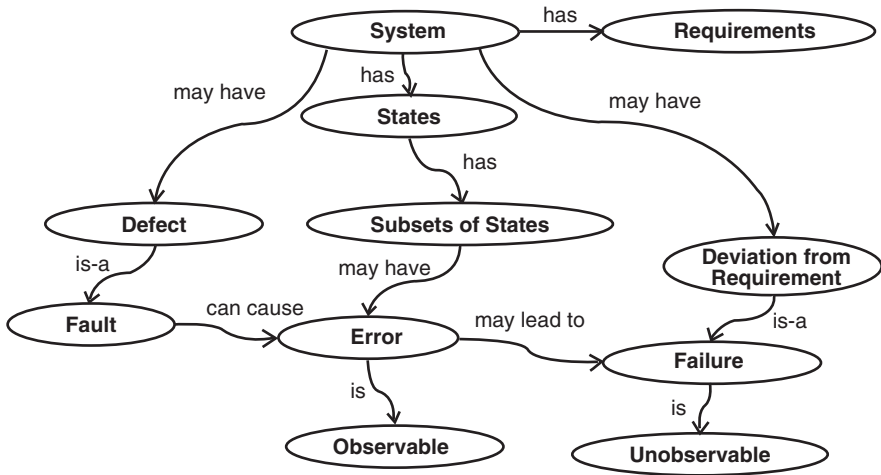 System
has
Requirements
has
may have
may have
States
has
Defect
Subsets of States
is-a
may have
Deviation from
Requirement
Fault
can cause
Error
may lead to
is-a
Failure
is
is
Observable
Unobservable